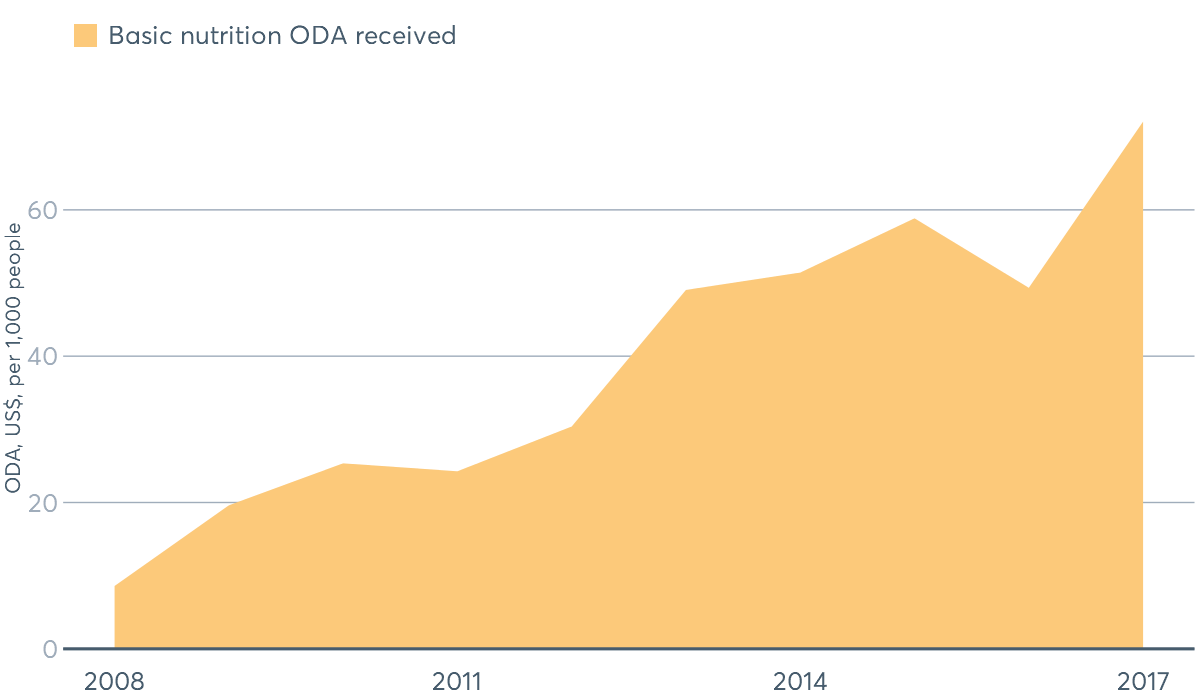 Basic nutrition ODA received
ODA, US$, per 1,000 people
60
40
20
0
2008 2011 2014 2017